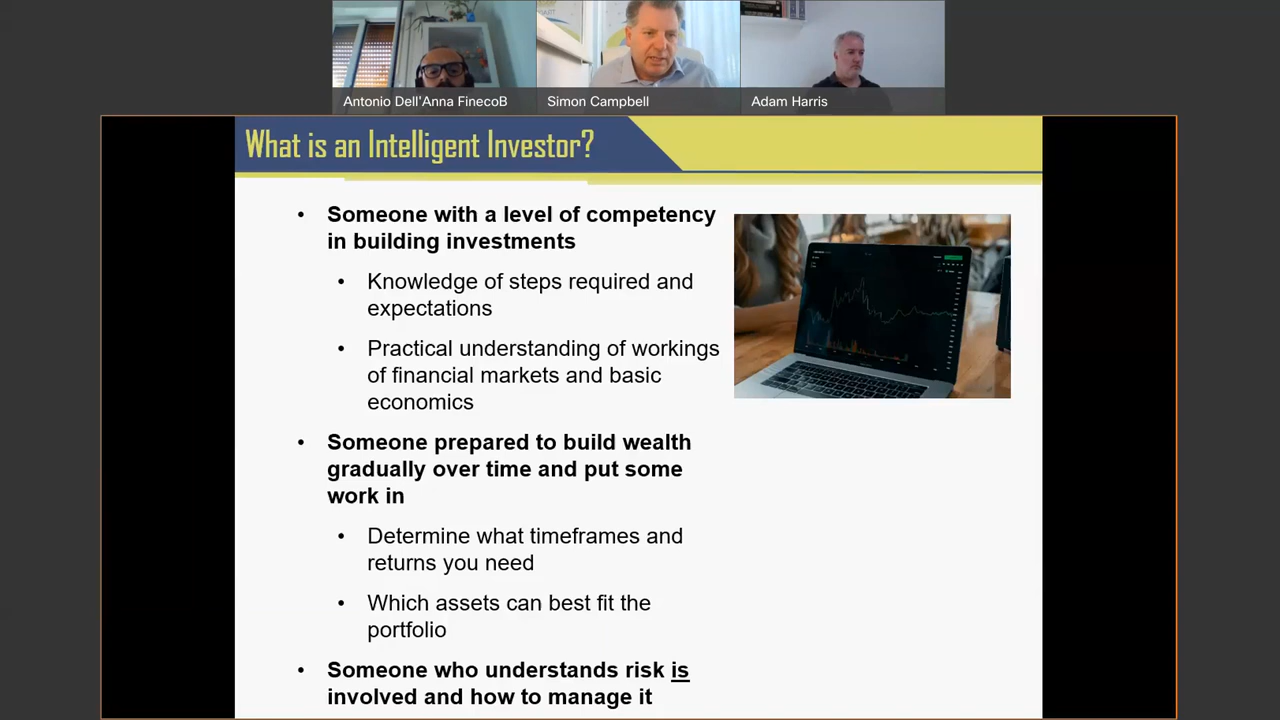 Antonio Dell'Anna FinecoB
Simon Campbell
Adam Harris
What is an Intelligent Investor?
• Someone with a level of competency
in building investments
• Knowledge of steps required and
expectations
• Practical understanding of workings
of financial markets and basic
economics
• Someone prepared to build wealth
gradually over time and put some
work in
• Determine what timeframes and
returns you need
• Which assets can best fit the
portfolio
• Someone who understands risk is
involved and how to manage it